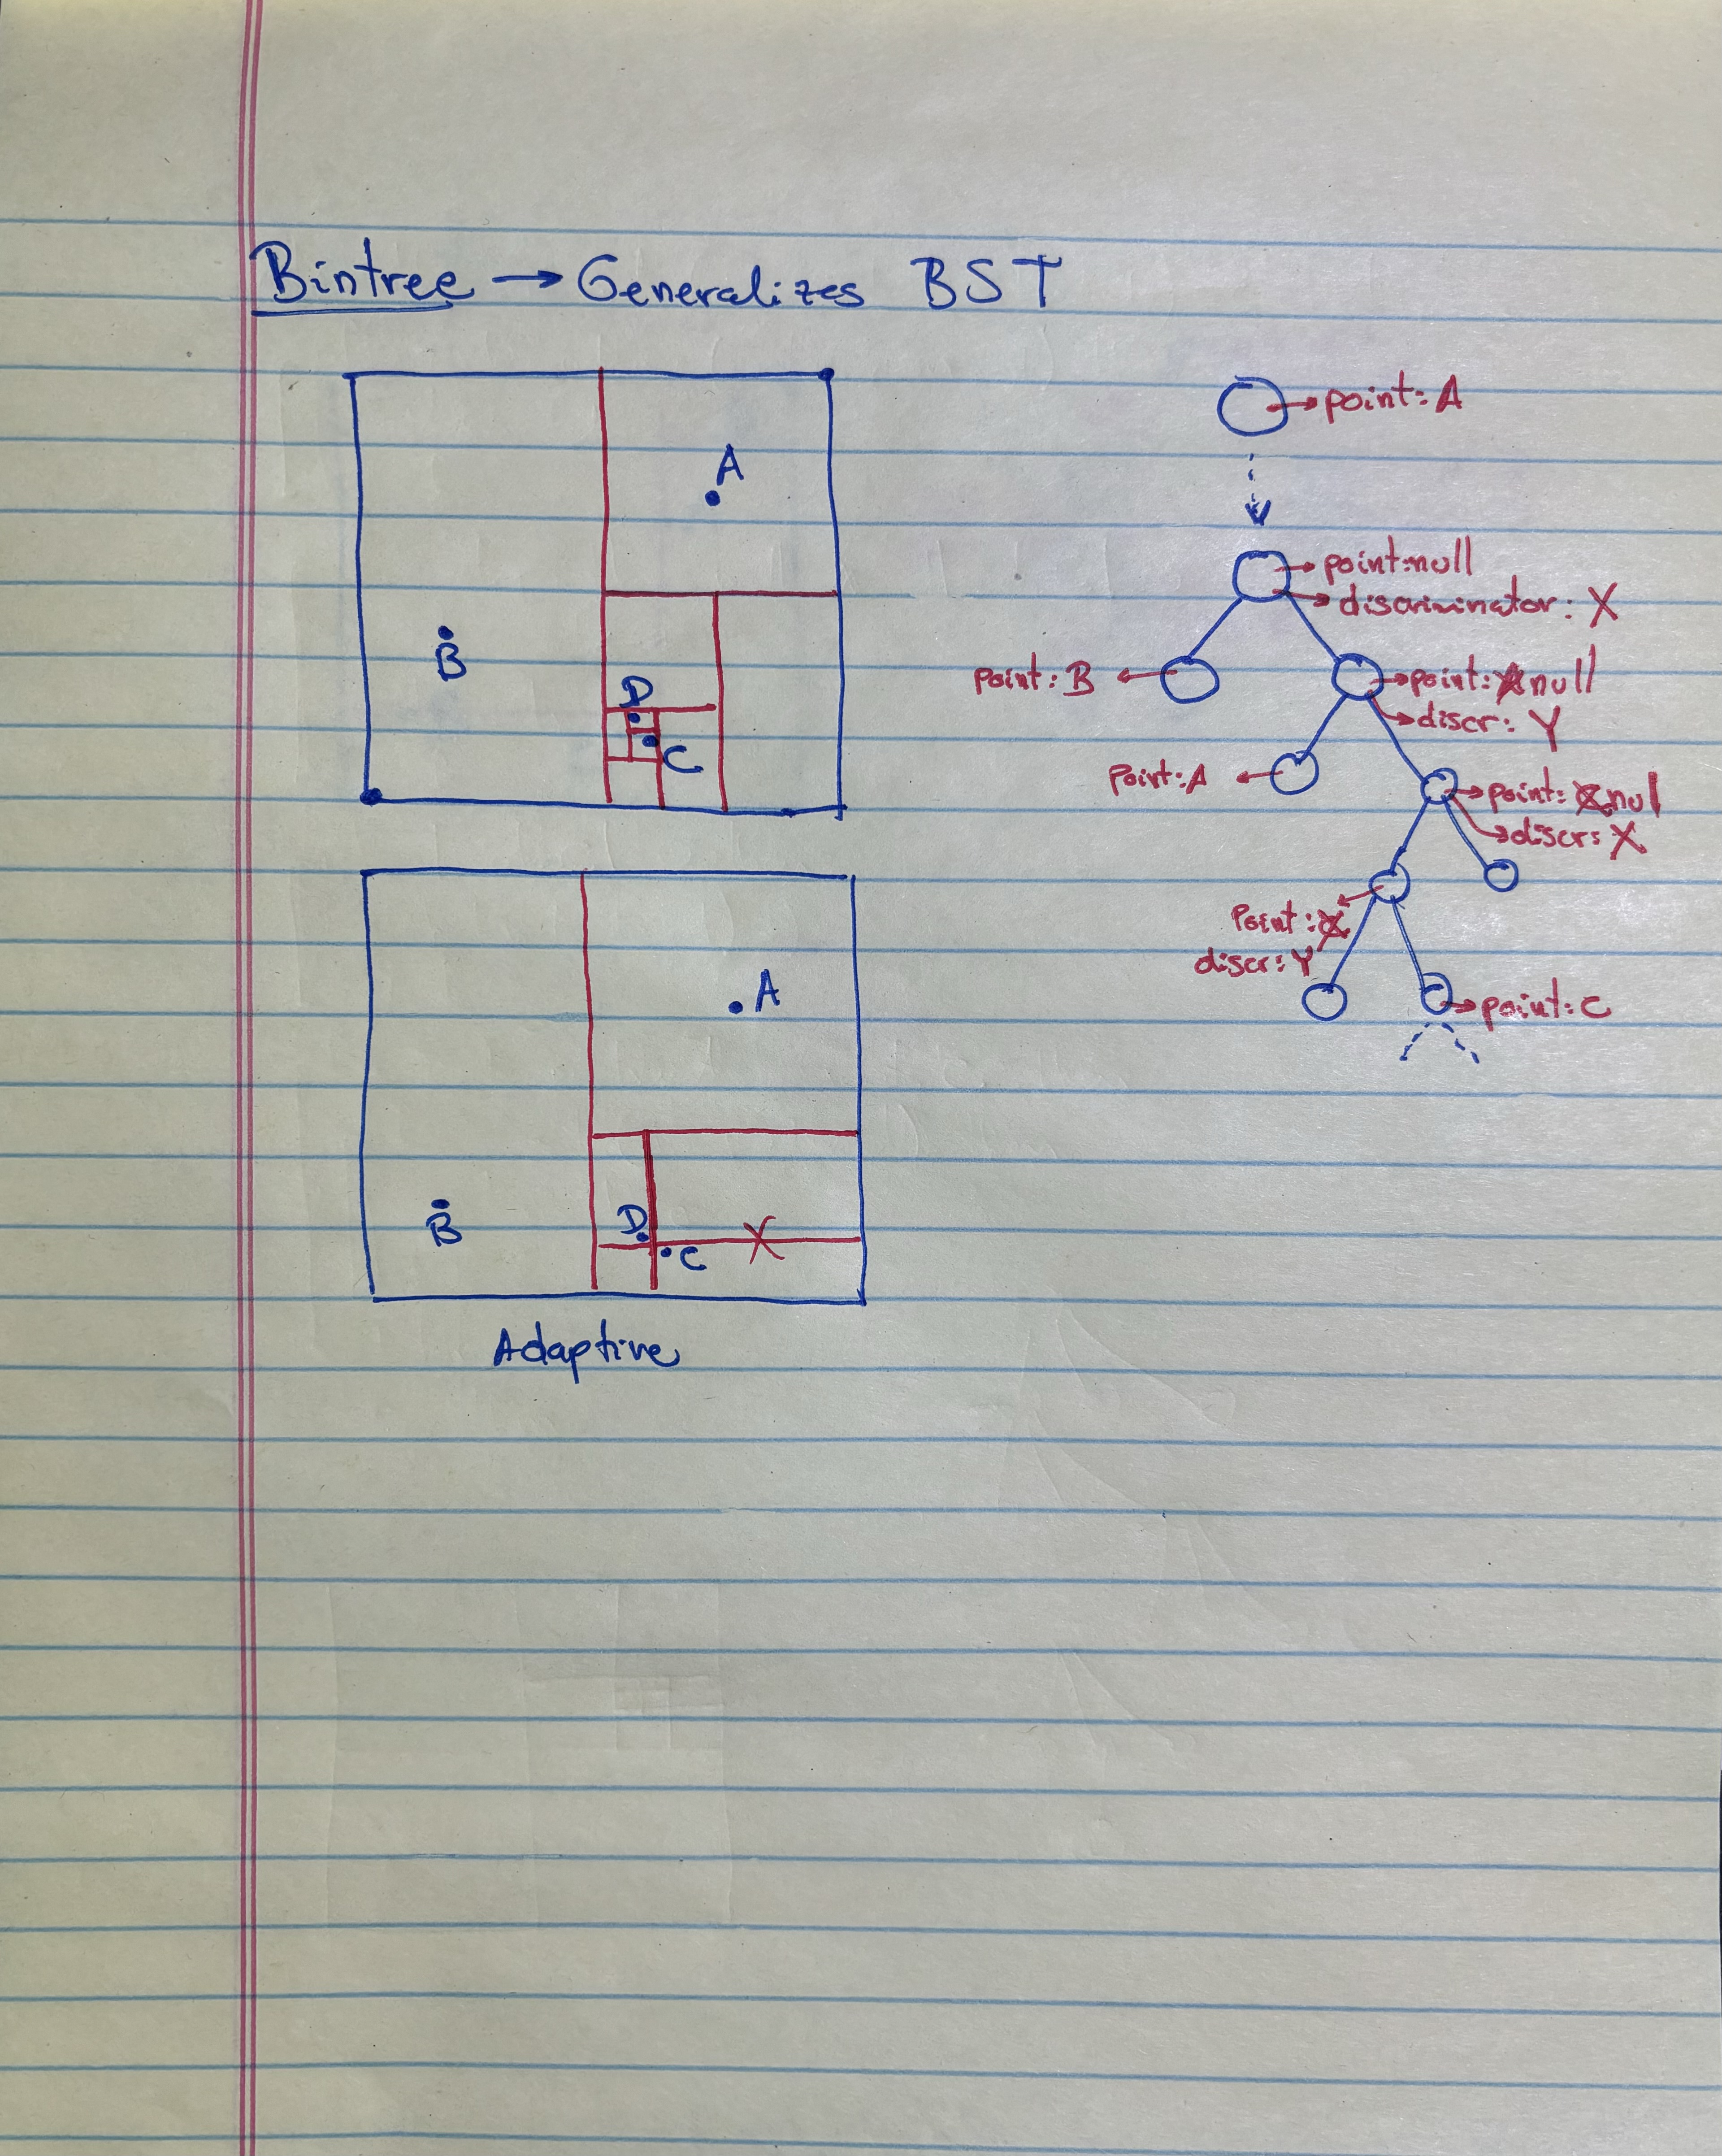 Bintree → Generalizes BST
A
B
D
C
→ point: A
→ point:null
→ discriminator: X
point: B ←
→ point: A null
→ discr: Y
point: A ←
→ point: C nul
→ discr: X
Point: C
discr: Y
→ point: C
A
B
D
C
X
Adaptive